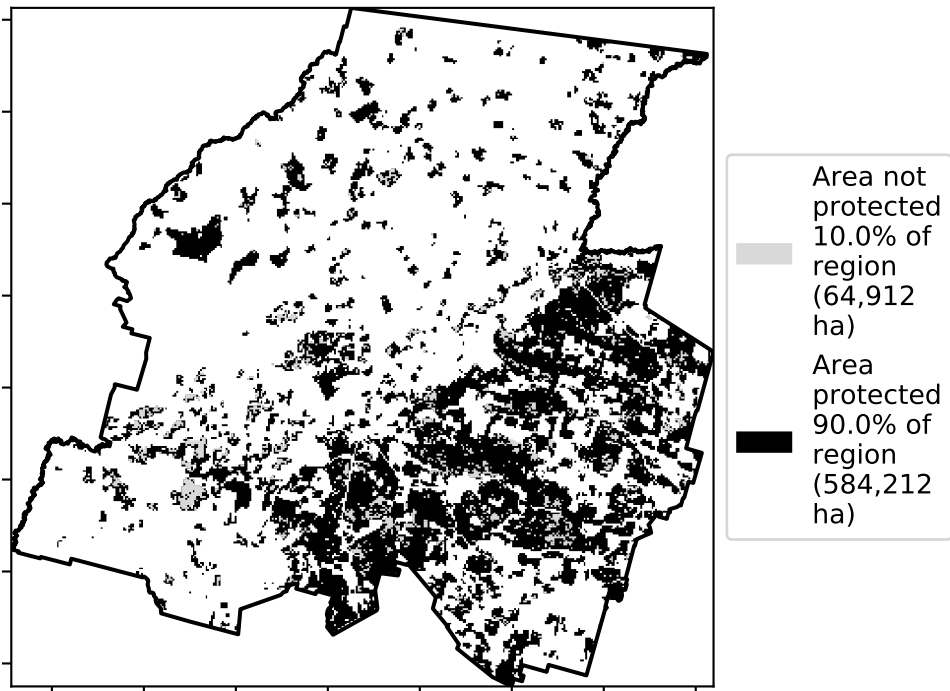 Area not
protected
10.0% of
region
(64,912
ha)
Area
protected
90.0% of
region
(584,212
ha)